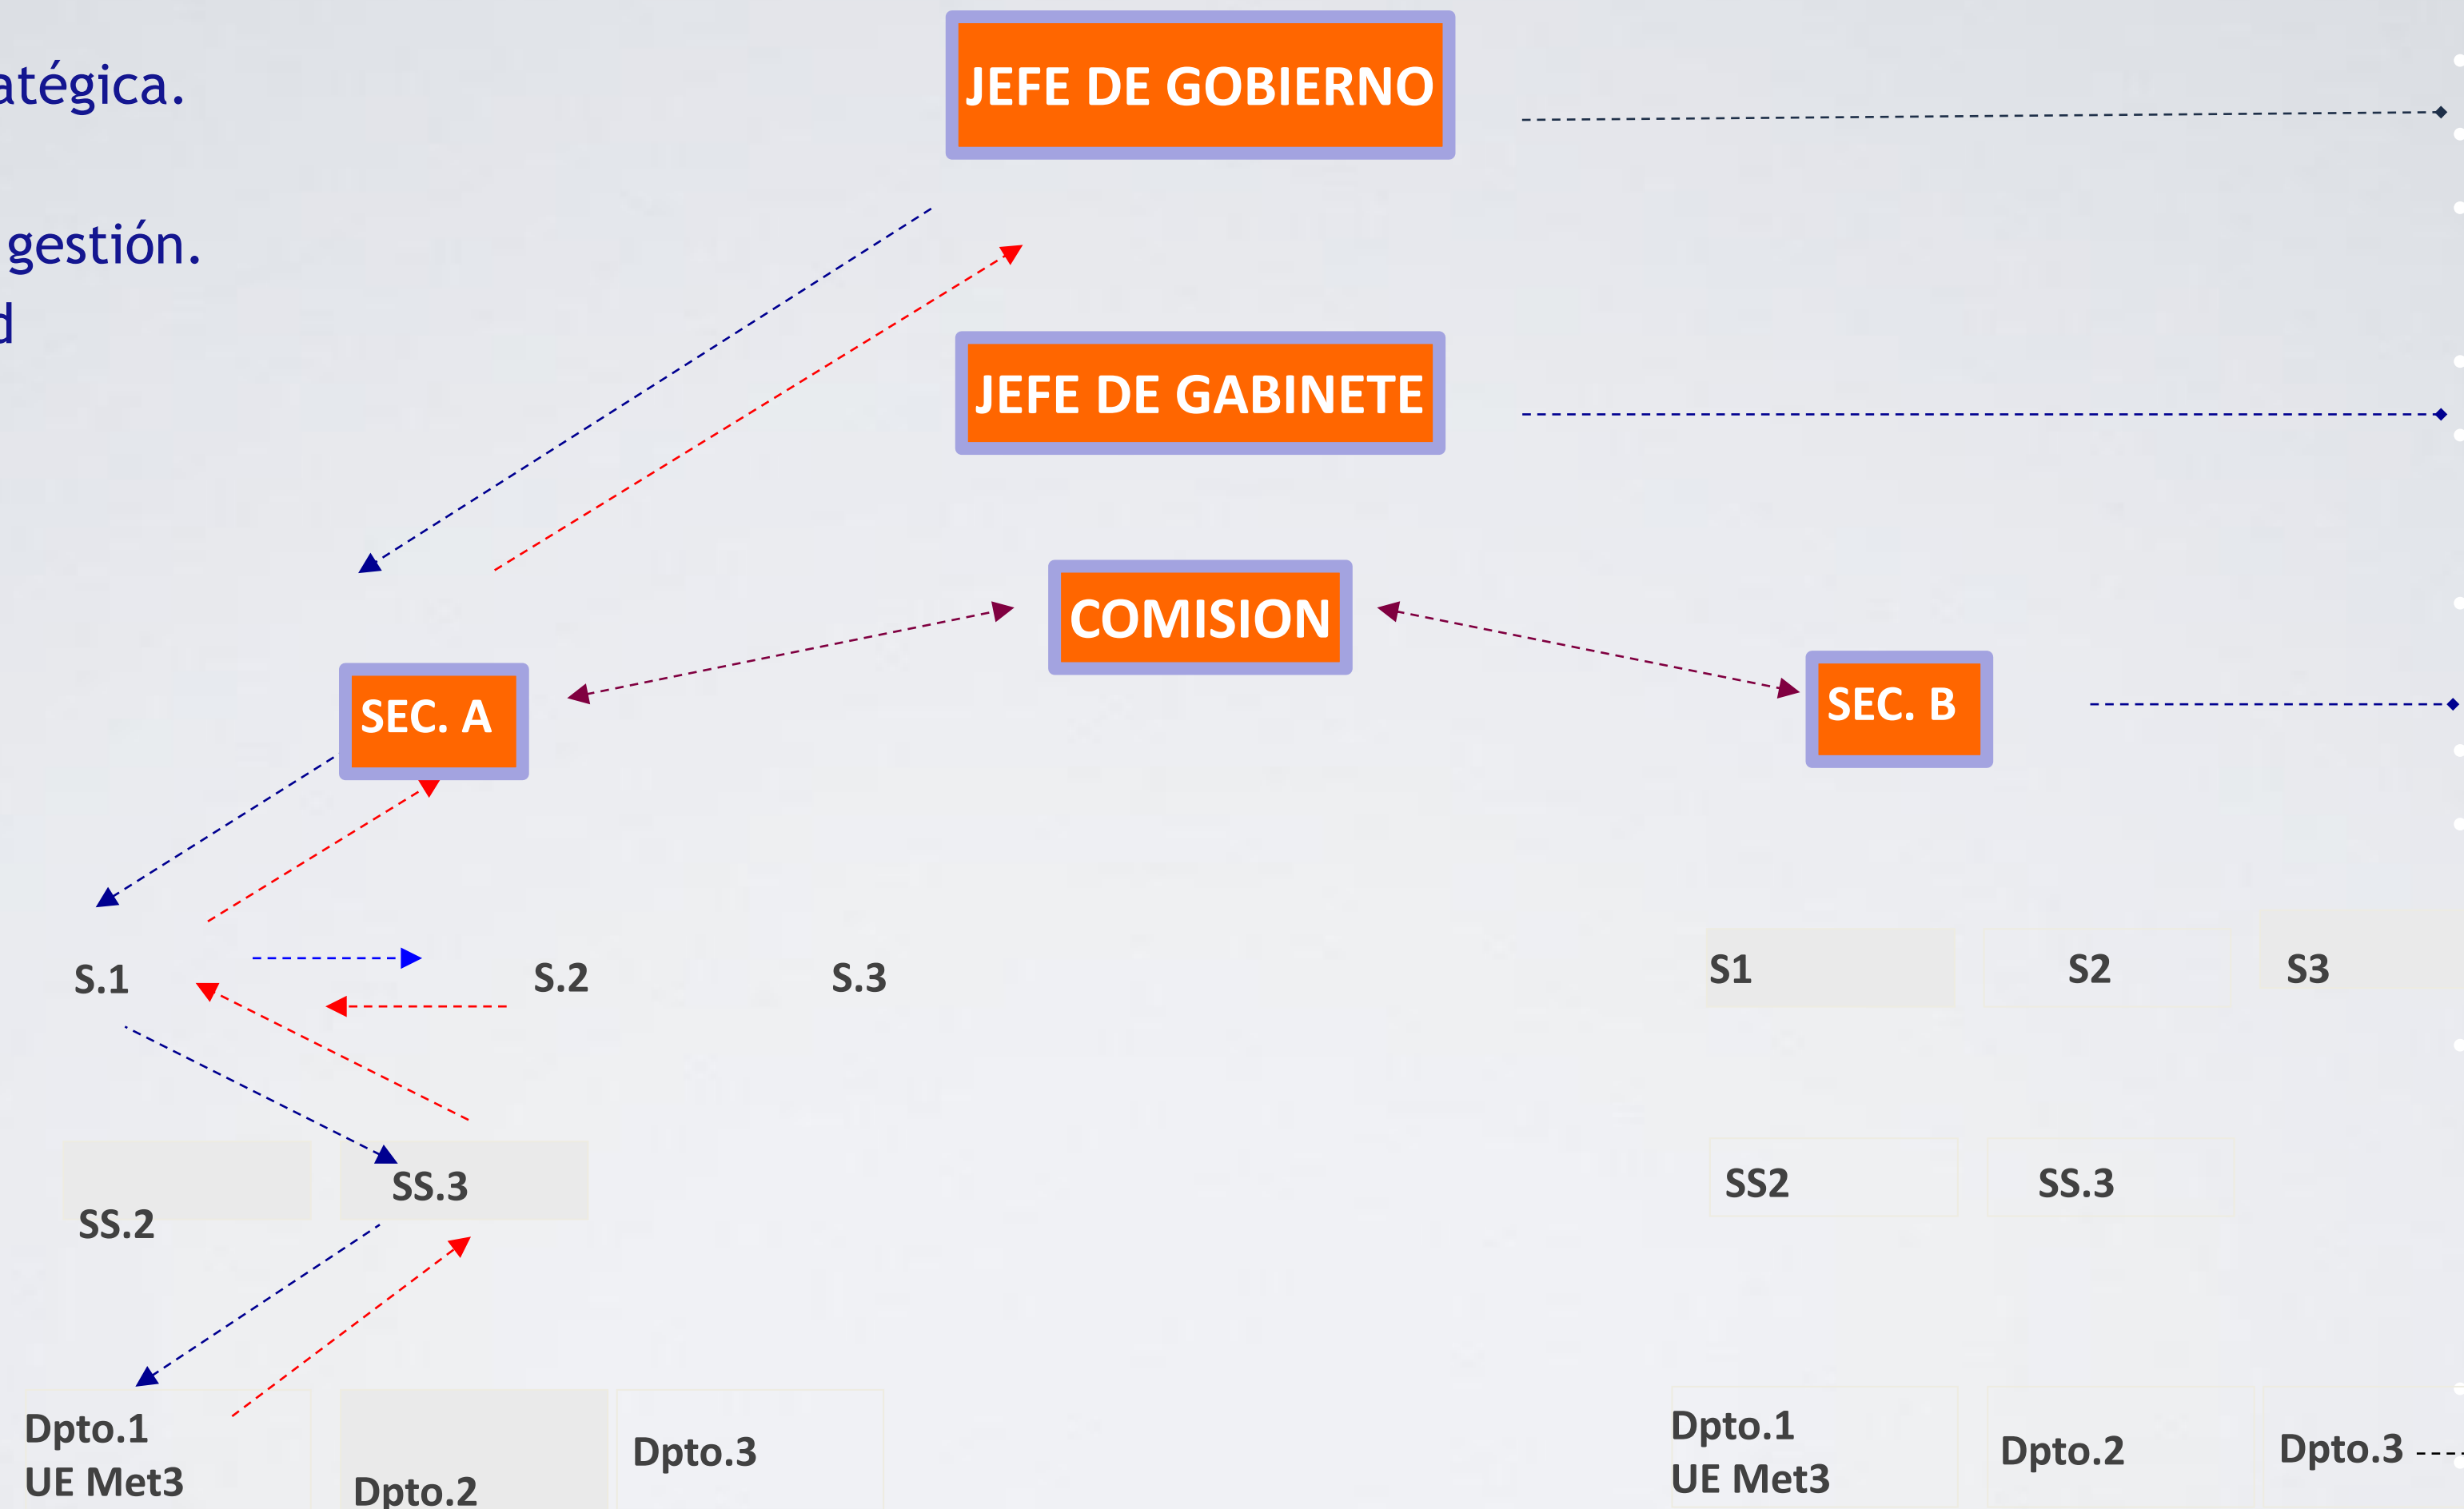 atégica.
gestión.
d
JEFE DE GOBIERNO
JEFE DE GABINETE
COMISION
SEC. A
SEC. B
S.1
S.2
S.3
S1
S2
S3
SS.2
SS.3
SS2
SS.3
Dpto.1
UE Met3
Dpto.2
Dpto.3
Dpto.1
UE Met3
Dpto.2
Dpto.3